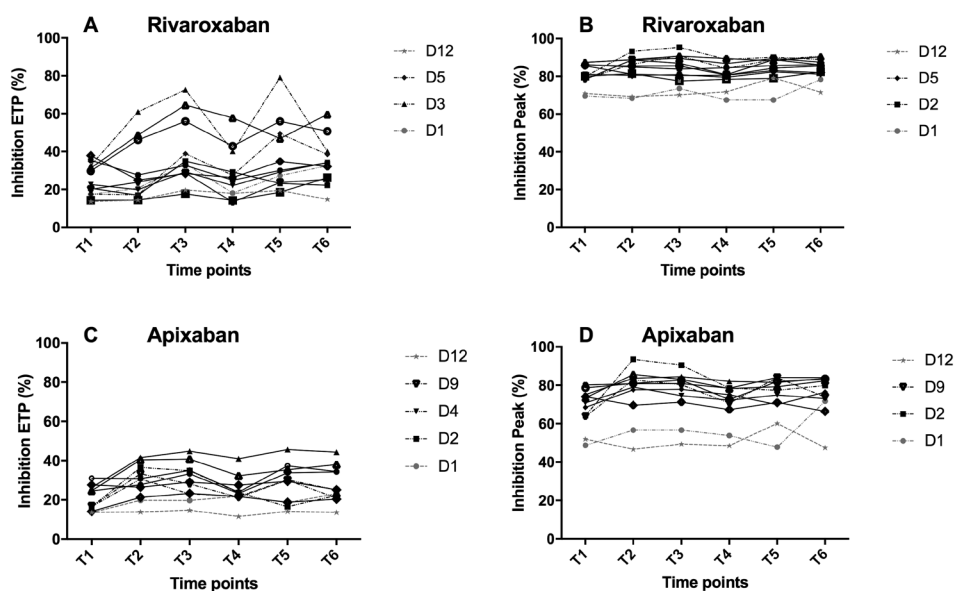 A Rivaroxaban
Inhibition ETP (%)
100
80
60
40
20
0
T1 T2 T3 T4 T5 T6
Time points
D12
D5
D3
D1
B Rivaroxaban
Inhibition Peak (%)
100
80
60
40
20
0
T1 T2 T3 T4 T5 T6
Time points
D12
D5
D2
D1
C Apixaban
Inhibition ETP (%)
100
80
60
40
20
0
T1 T2 T3 T4 T5 T6
Time points
D12
D9
D4
D2
D1
D Apixaban
Inhibition Peak (%)
100
80
60
40
20
0
T1 T2 T3 T4 T5 T6
Time points
D12
D9
D2
D1